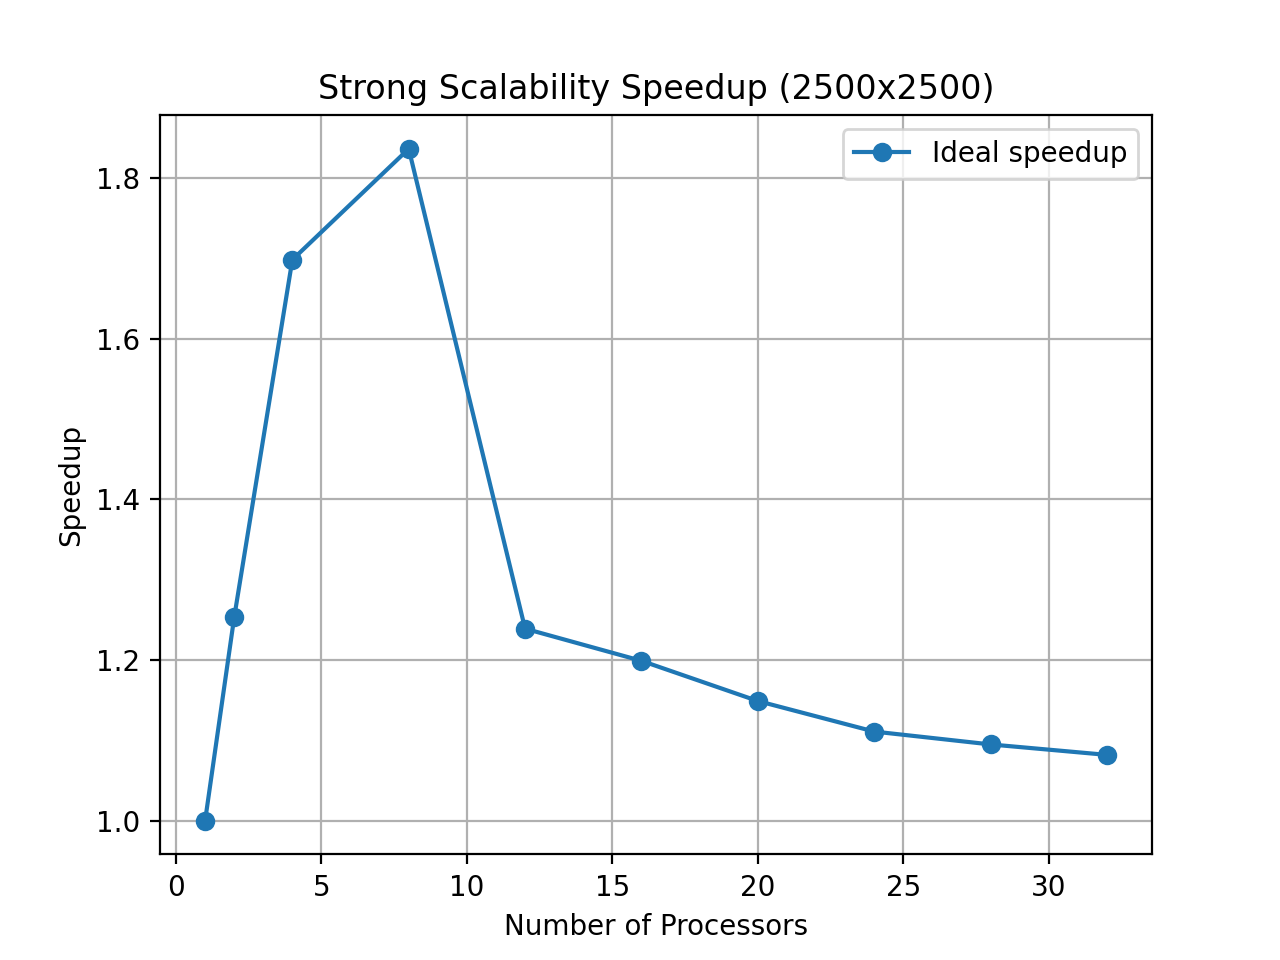 Strong Scalability Speedup (2500x2500)
Ideal speedup
1.8
1.6
1.4
1.2
1.0
Speedup
0 5 10 15 20 25 30
Number of Processors